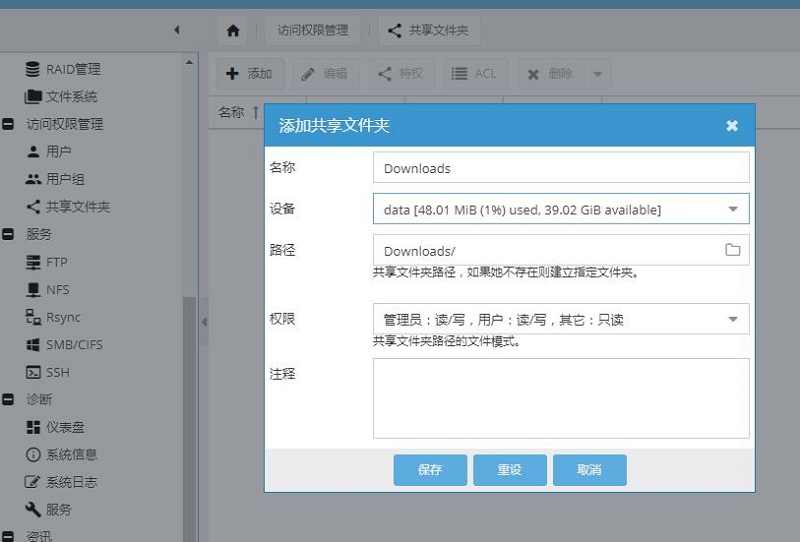 访问权限管理
共享文件夹
RAID管理
文件系统
访问权限管理
用户
用户组
共享文件夹
服务
FTP
NFS
Rsync
SMB/CIFS
SSH
诊断
仪表盘
系统信息
系统日志
服务
资讯
添加
编辑
特权
ACL
删除
名称
添加共享文件夹
名称
Downloads
设备
data [48.01 MiB (1%) used, 39.02 GiB available]
路径
Downloads/
共享文件夹路径，如果她不存在则建立指定文件夹。
权限
管理员：读/写，用户：读/写，其它：只读
共享文件夹路径的文件模式。
注释
保存
重设
取消